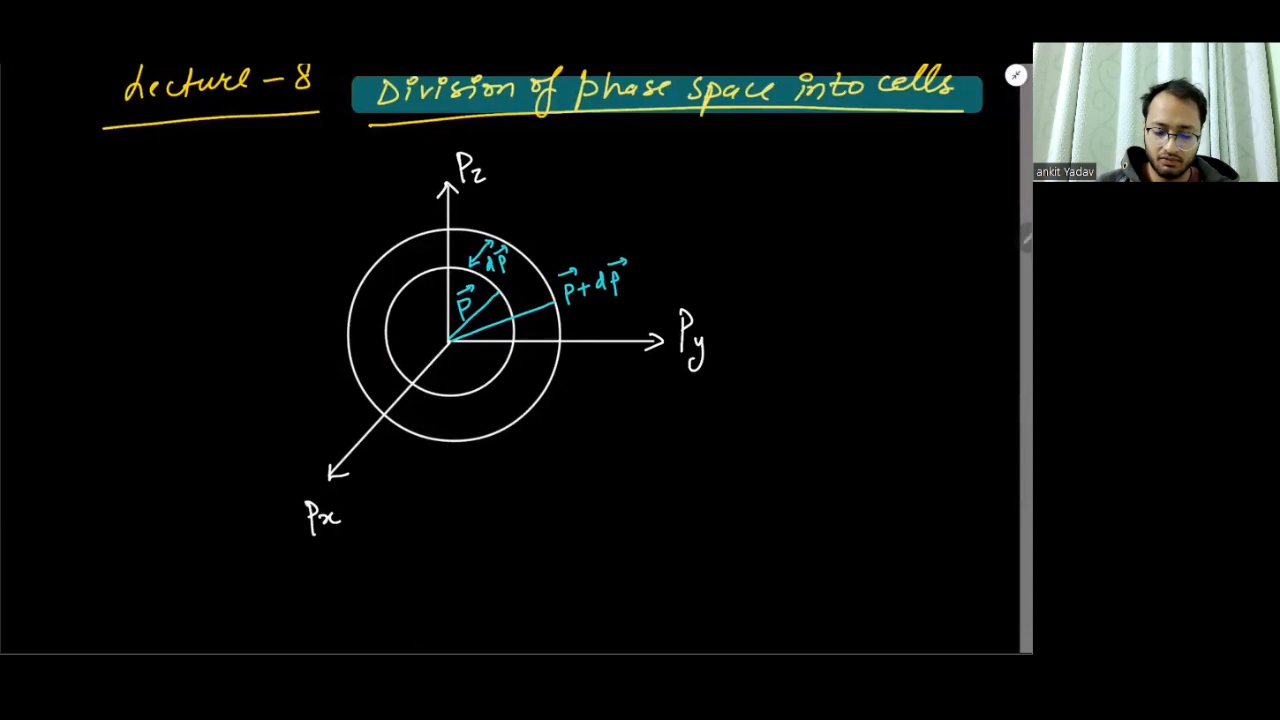 Lecture - 8 Division of phase space into cells
Pz
dP⃗
P⃗
P⃗ + dP⃗
Py
Px
ankit Yadav